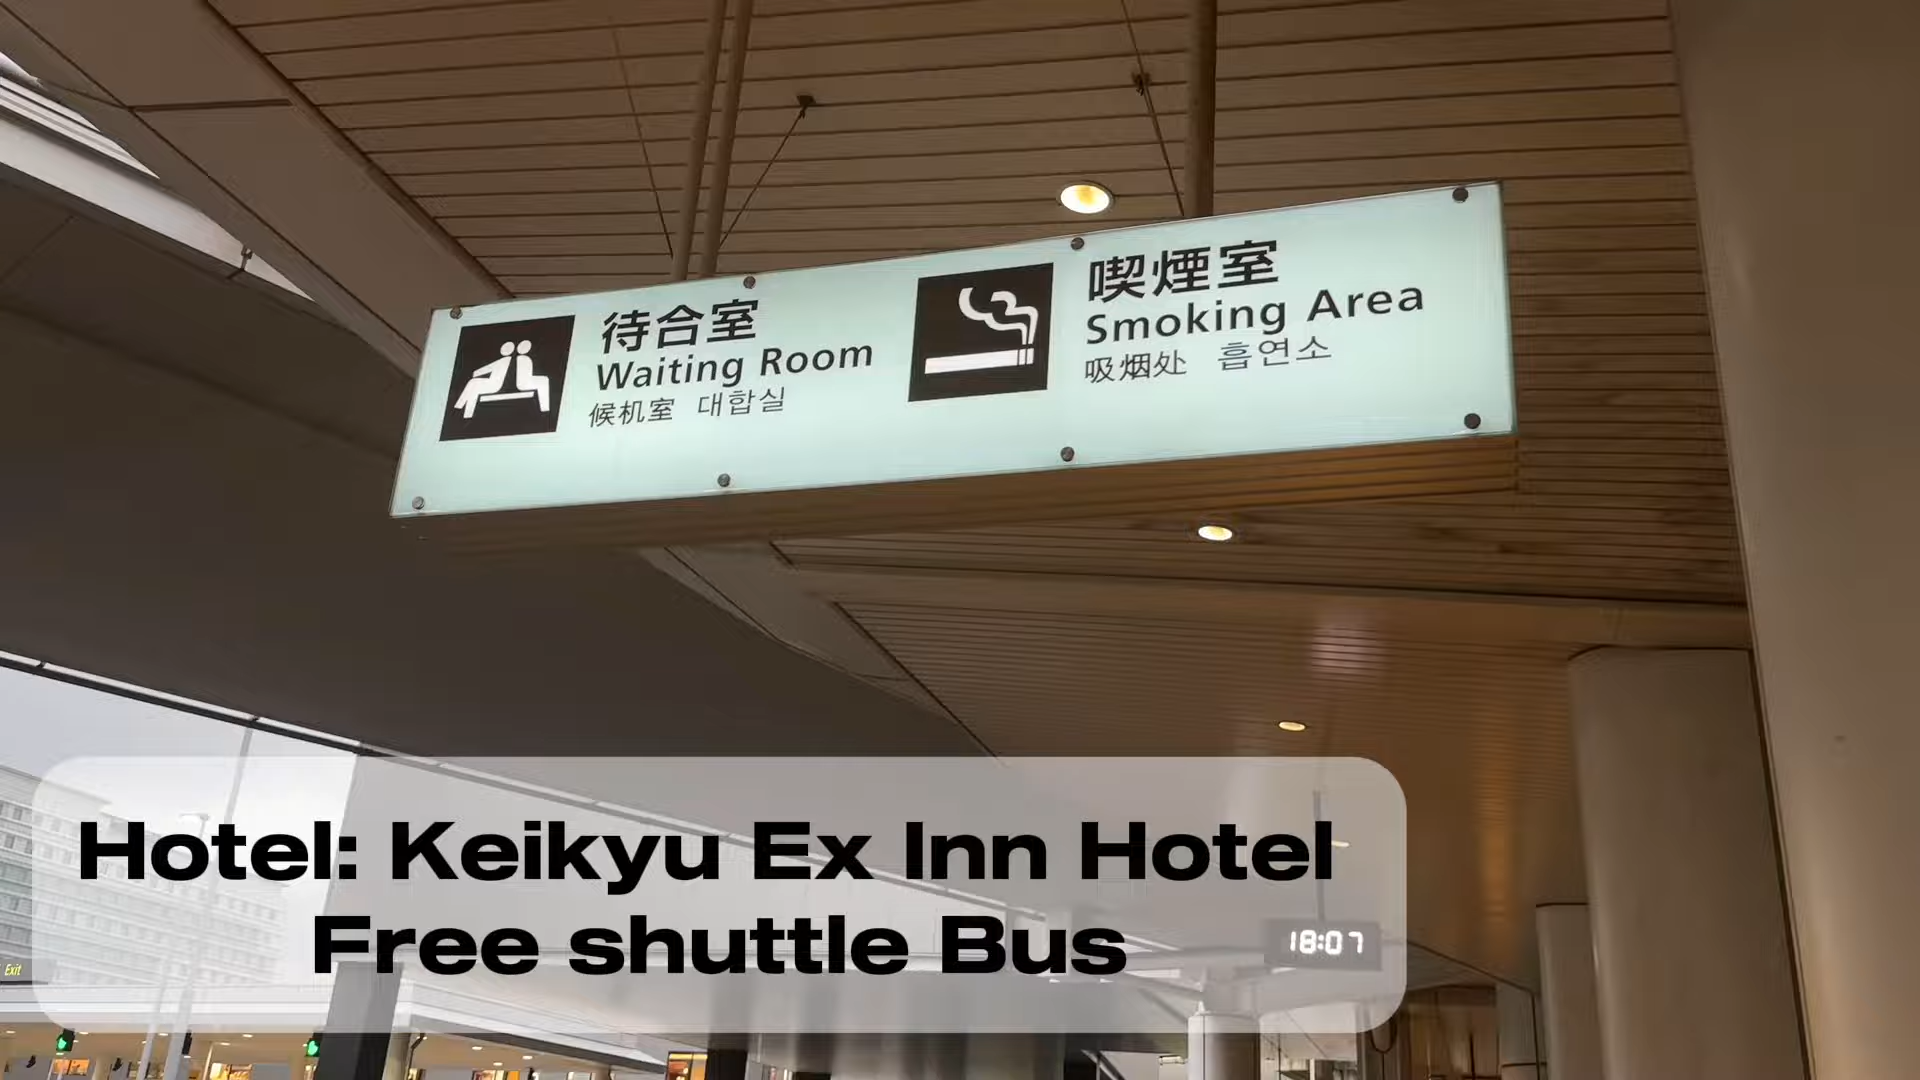 待合室
Waiting Room
候机室 대합실
喫煙室
Smoking Area
吸烟处 흡연소
Hotel: Keikyu Ex Inn Hotel
Free shuttle Bus
18:07
Exit